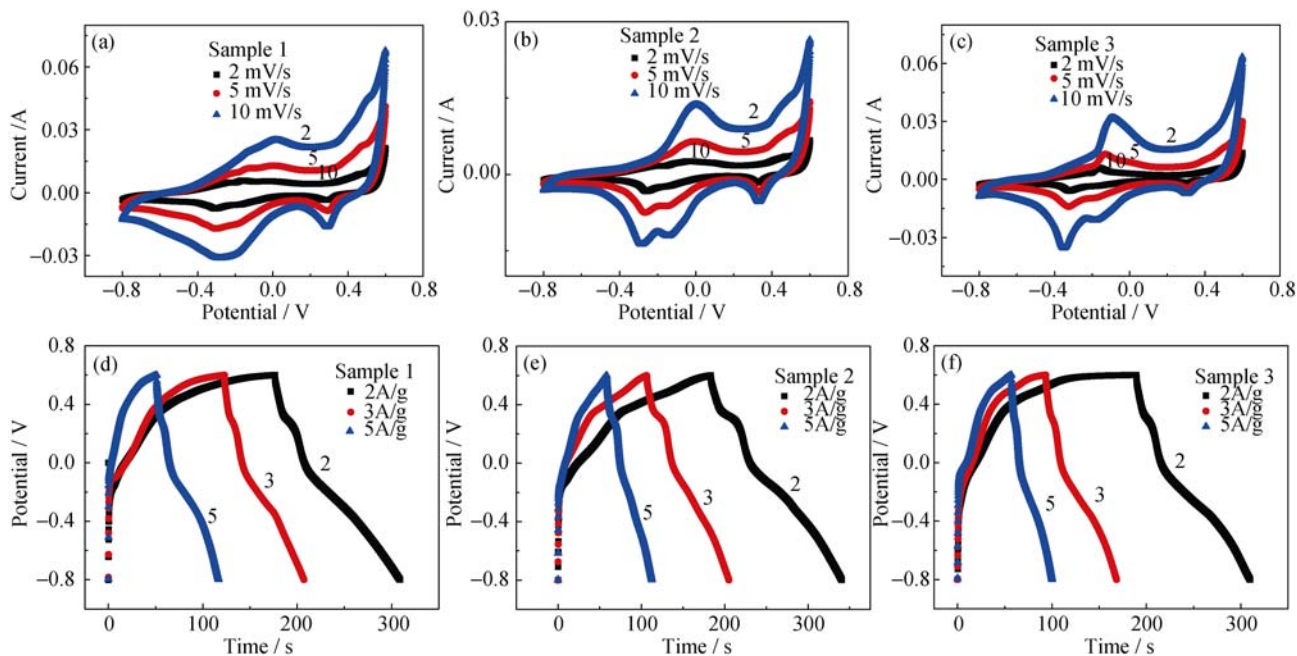 (a)
Sample 1
2 mV/s
5 mV/s
10 mV/s
2
5
10
0.06
0.03
0.00
−0.03
Current /A
−0.8 −0.4 0.0 0.4 0.8
Potential / V
(b)
Sample 2
2 mV/s
5 mV/s
10 mV/s
2
5
10
0.03
0.00
Current /A
−0.8 −0.4 0.0 0.4 0.8
Potential / V
(c)
Sample 3
2 mV/s
5 mV/s
10 mV/s
2
5
10
0.06
0.03
0.00
−0.03
Current /A
−0.8 −0.4 0.0 0.4 0.8
Potential / V
(d)
Sample 1
2A/g
3A/g
5A/g
2
3
5
0.8
0.4
0.0
−0.4
−0.8
Potential / V
0 100 200 300
Time / s
(e)
Sample 2
2A/g
3A/g
5A/g
2
3
5
0.8
0.4
0.0
−0.4
−0.8
Potential / V
0 100 200 300
Time / s
(f)
Sample 3
2A/g
3A/g
5A/g
2
3
5
0.8
0.4
0.0
−0.4
−0.8
Potential / V
0 100 200 300
Time / s